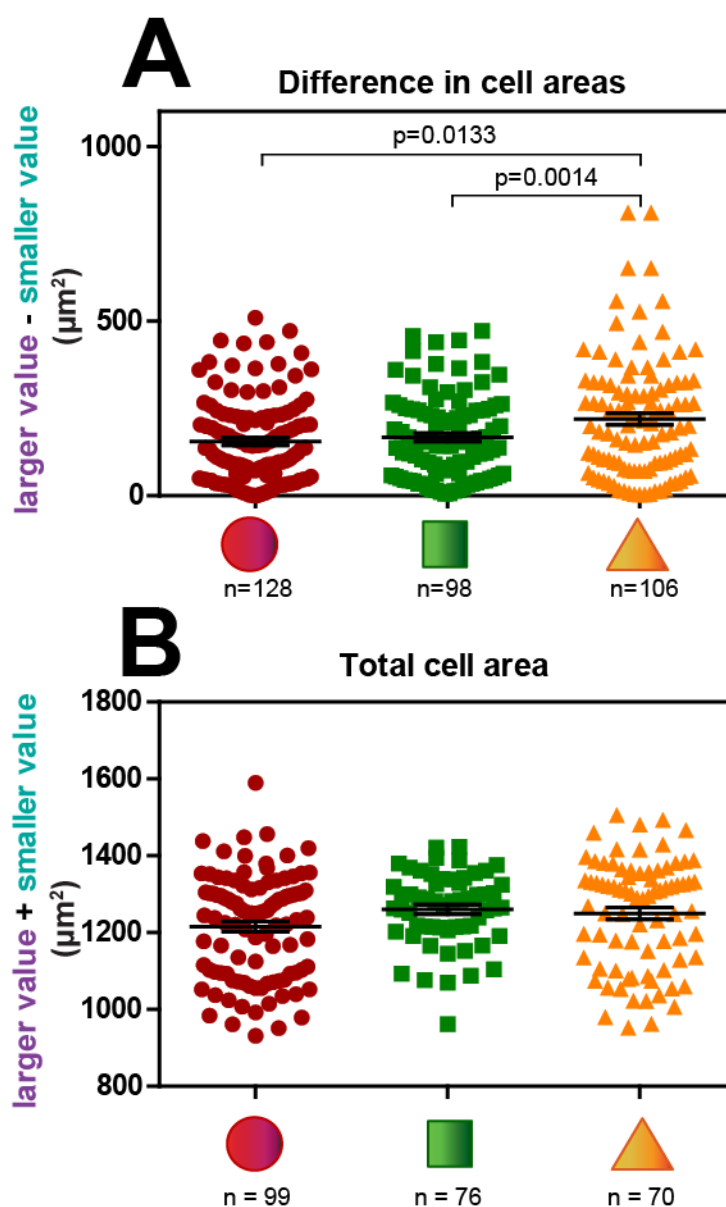 A
Difference in cell areas
larger value - smaller value
(µm²)
1000
500
0
p=0.0133
p=0.0014
n=128
n=98
n=106
B
Total cell area
larger value + smaller value
(µm²)
1800
1600
1400
1200
1000
800
n = 99
n = 76
n = 70